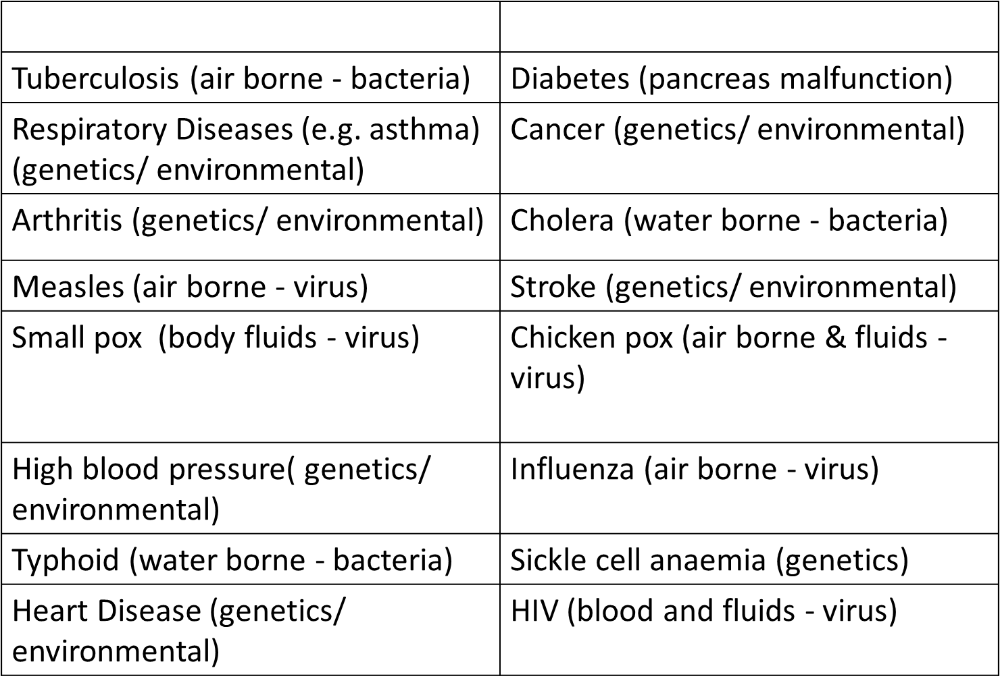 Tuberculosis (air borne - bacteria)
Diabetes (pancreas malfunction)
Respiratory Diseases (e.g. asthma)
(genetics/ environmental)
Cancer (genetics/ environmental)
Arthritis (genetics/ environmental)
Cholera (water borne - bacteria)
Measles (air borne - virus)
Stroke (genetics/ environmental)
Small pox  (body fluids - virus)
Chicken pox (air borne & fluids -
virus)
High blood pressure( genetics/
environmental)
Influenza (air borne - virus)
Typhoid (water borne - bacteria)
Sickle cell anaemia (genetics)
Heart Disease (genetics/
environmental)
HIV (blood and fluids - virus)